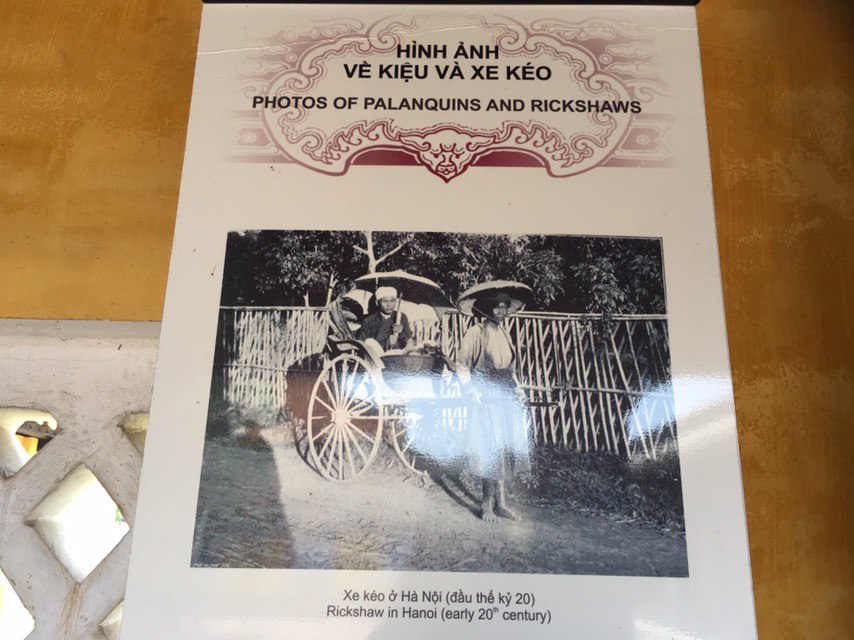 HÌNH ẢNH
VỀ KIỆU VÀ XE KÉO
PHOTOS OF PALANQUINS AND RICKSHAWS
Xe kéo ở Hà Nội (đầu thế kỷ 20)
Rickshaw in Hanoi (early 20th century)